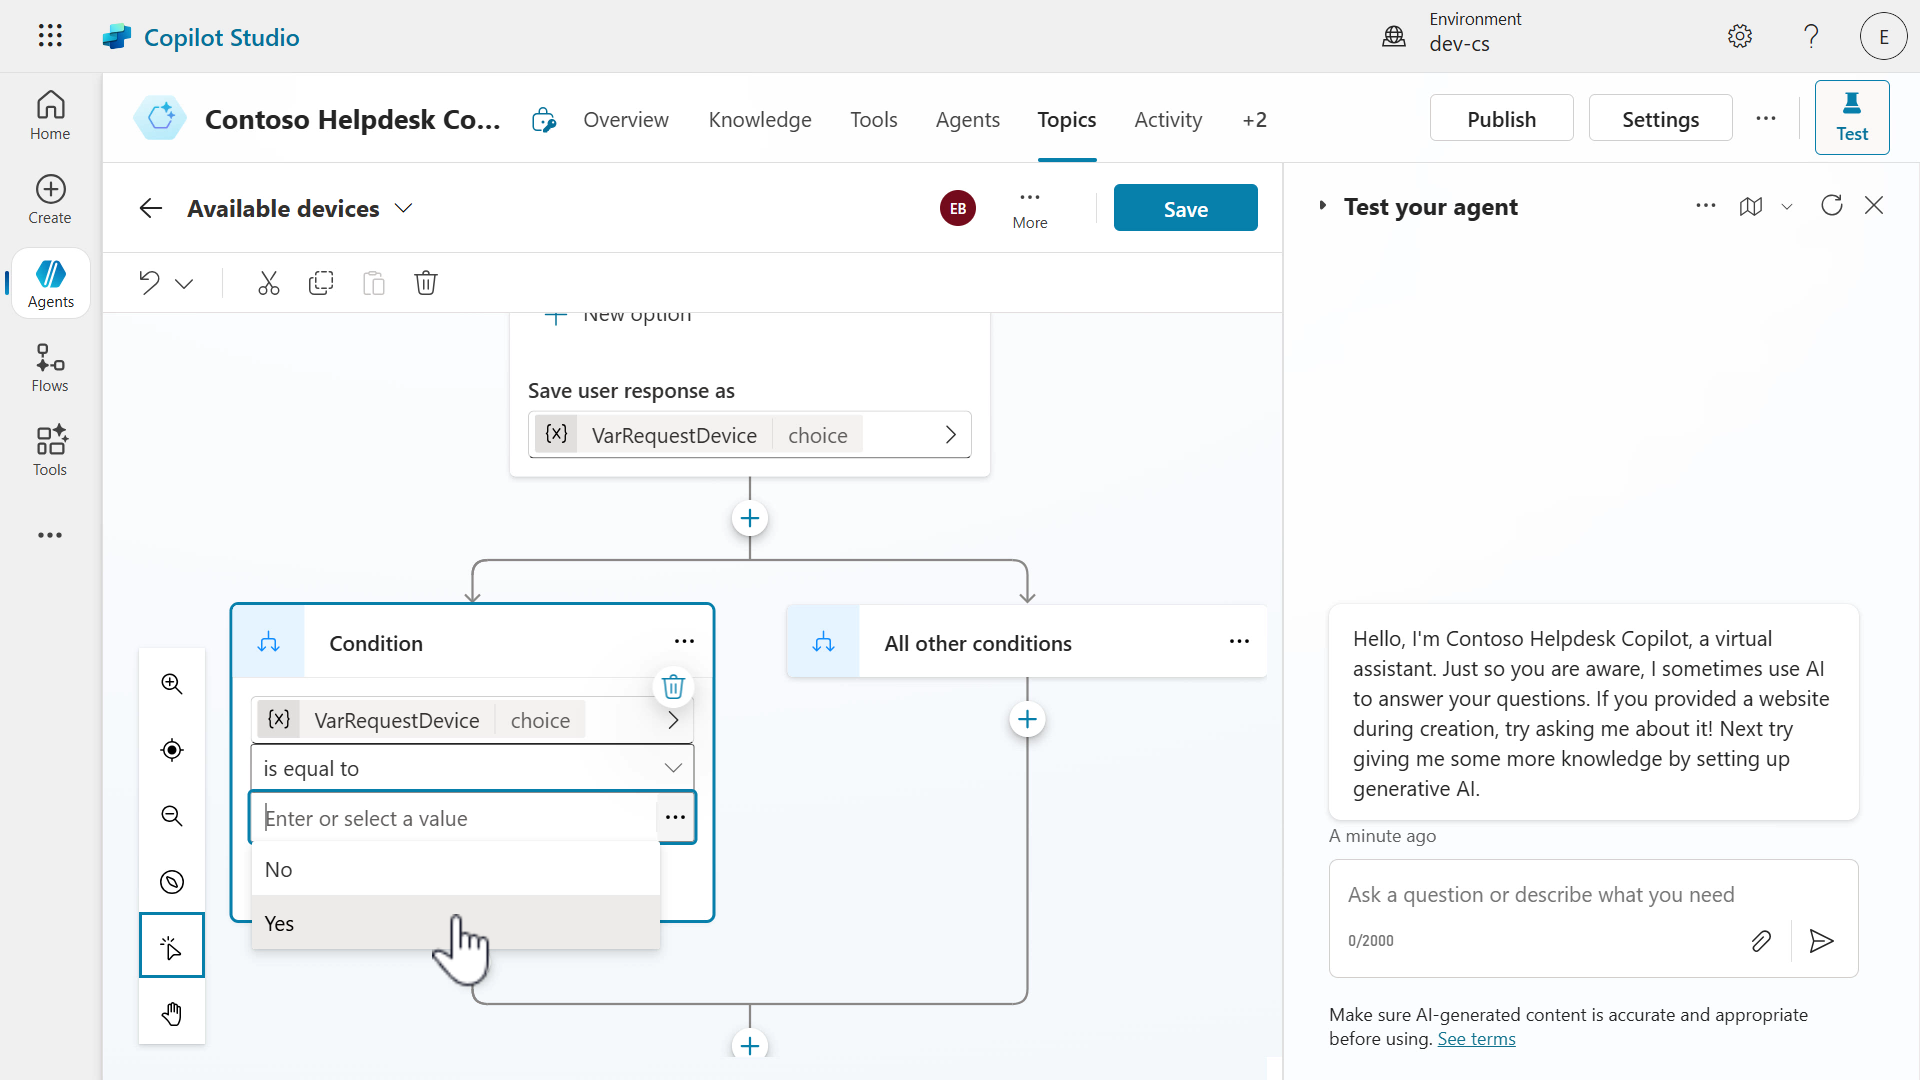 Copilot Studio
Environment
dev-cs
E
Home
Create
Agents
Flows
Tools
Contoso Helpdesk Co...
Overview
Knowledge
Tools
Agents
Topics
Activity
+2
Publish
Settings
Test
Available devices
EB
More
Save
New option
Save user response as
{x} VarRequestDevice choice
Condition
{x} VarRequestDevice choice
is equal to
Enter or select a value
No
Yes
All other conditions
Test your agent
Hello, I'm Contoso Helpdesk Copilot, a virtual
assistant. Just so you are aware, I sometimes use AI
to answer your questions. If you provided a website
during creation, try asking me about it! Next try
giving me some more knowledge by setting up
generative AI.
A minute ago
Ask a question or describe what you need
0/2000
Make sure AI-generated content is accurate and appropriate
before using. See terms